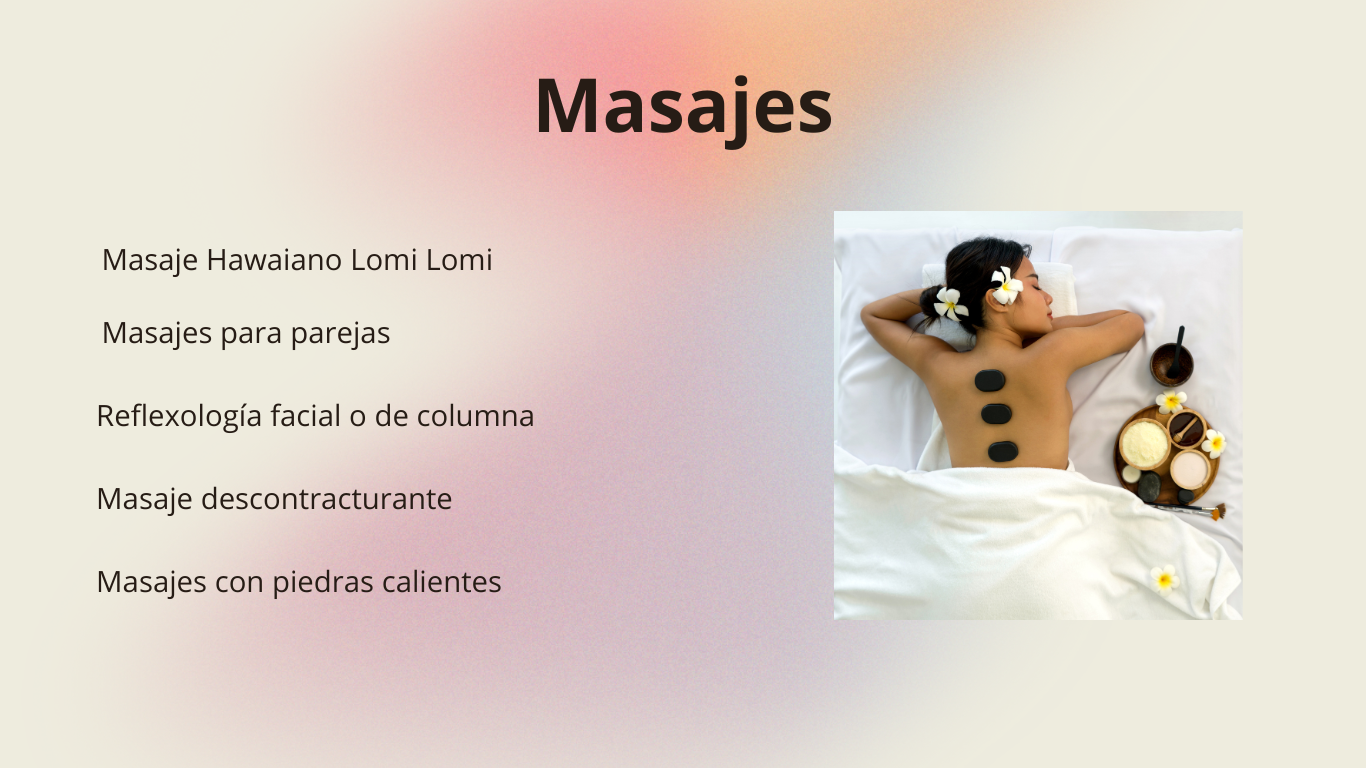 Masajes
Masaje Hawaiano Lomi Lomi
Masajes para parejas
Reflexología facial o de columna
Masaje descontracturante
Masajes con piedras calientes